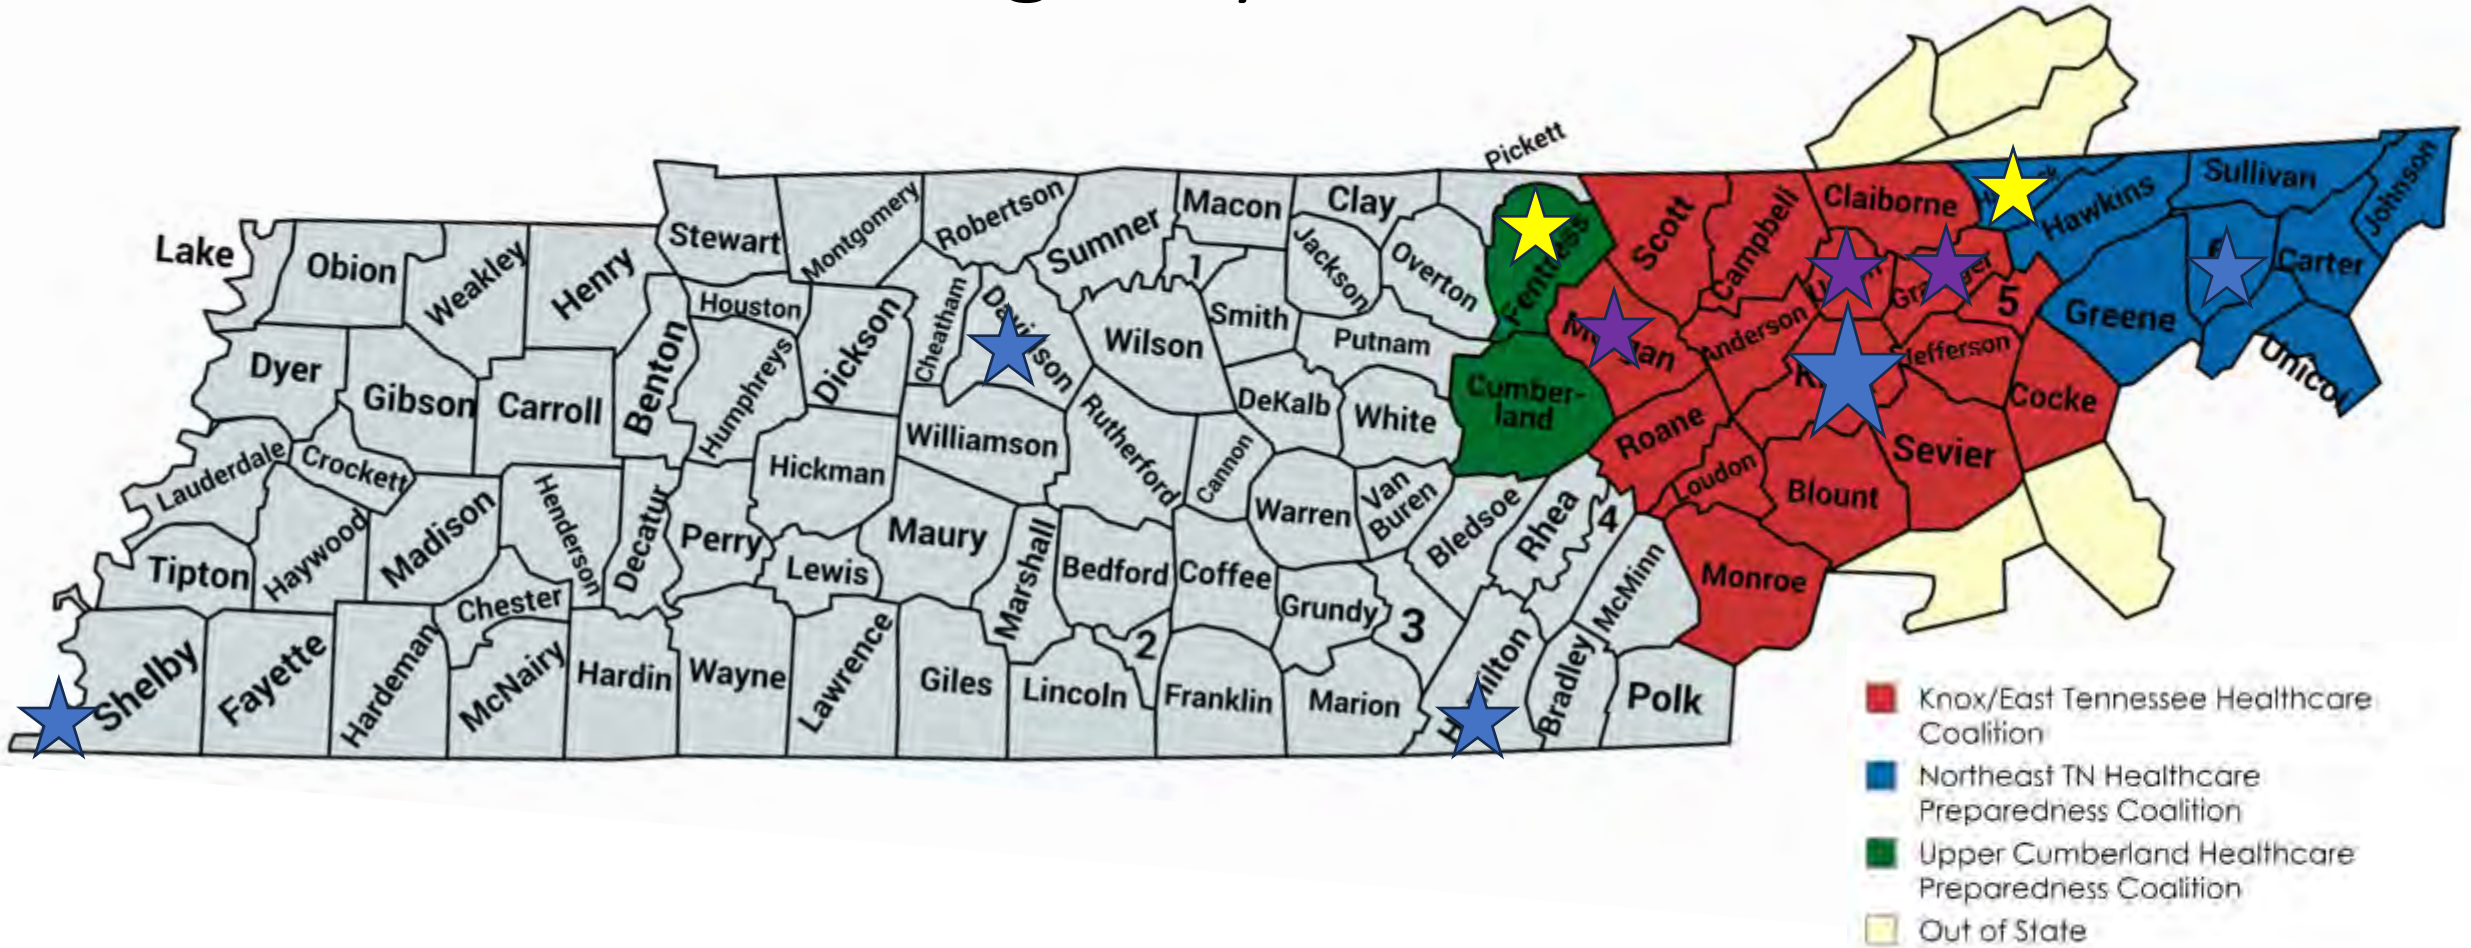 Pickett
Lake
Obion
Weakley
Henry
Stewart
Montgomery
Robertson
Sumner
Macon
Clay
Jackson
Overton
Fentress
Scott
Campbell
Claiborne
Hawkins
Sullivan
Johnson
Carter
1
5
Greene
Unicoi
Houston
Dickson
Cheatham
Wilson
Smith
Putnam
Anderson
Jefferson
Cocke
Dyer
Gibson
Carroll
Benton
Humphreys
Williamson
Rutherford
Cannon
DeKalb
White
Cumber-
land
Roane
Loudon
Sevier
Blount
Lauderdale
Crockett
Haywood
Madison
Henderson
Decatur
Perry
Hickman
Lewis
Maury
Marshall
Bedford
Coffee
Warren
Van
Buren
Bledsoe
Rhea
4
McMinn
Monroe
Tipton
Chester
Grundy
3
2
Shelby
Fayette
Hardeman
McNairy
Hardin
Wayne
Lawrence
Giles
Lincoln
Franklin
Marion
Bradley
Polk
Knox/East Tennessee Healthcare
Coalition
Northeast TN Healthcare
Preparedness Coalition
Upper Cumberland Healthcare
Preparedness Coalition
Out of State